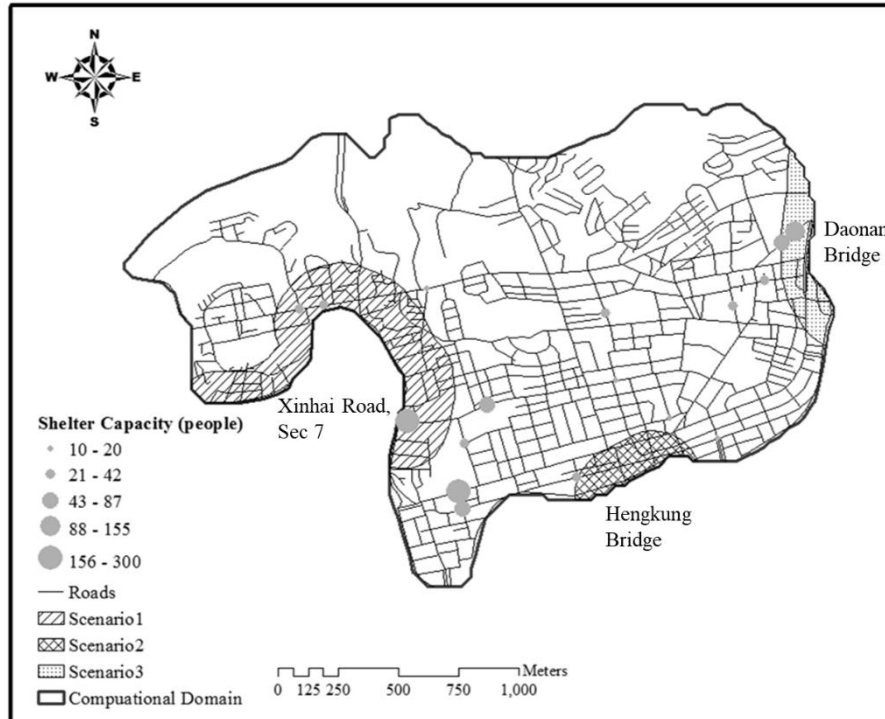 N
W E
S
Daonan
Bridge
Xinhai Road,
Sec 7
Hengkung
Bridge
Shelter Capacity (people)
10 - 20
21 - 42
43 - 87
88 - 155
156 - 300
Roads
Scenario1
Scenario2
Scenario3
Compuational Domain
Meters
0 125 250 500 750 1,000